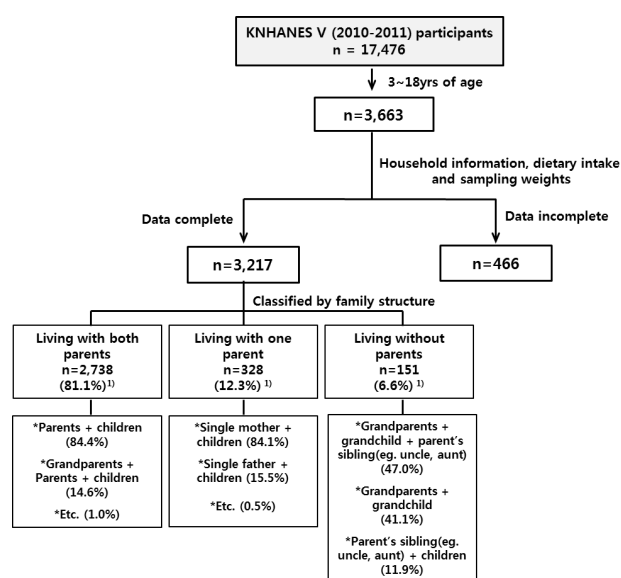 KNHANES V (2010-2011) participants
n = 17,476
3~18yrs of age
n=3,663
Household information, dietary intake
and sampling weights
Data complete
Data incomplete
n=3,217
n=466
Classified by family structure
Living with both
parents
n=2,738
(81.1%)¹⁾
Living with one
parent
n=328
(12.3%) ¹⁾
Living without
parents
n=151
(6.6%) ¹⁾
*Parents + children
(84.4%)
*Grandparents +
Parents + children
(14.6%)
*Etc. (1.0%)
*Single mother +
children (84.1%)
*Single father +
children (15.5%)
*Etc. (0.5%)
*Grandparents +
grandchild + parent's
sibling(eg. uncle, aunt)
(47.0%)
*Grandparents +
grandchild
(41.1%)
*Parent's sibling(eg.
uncle, aunt) + children
(11.9%)